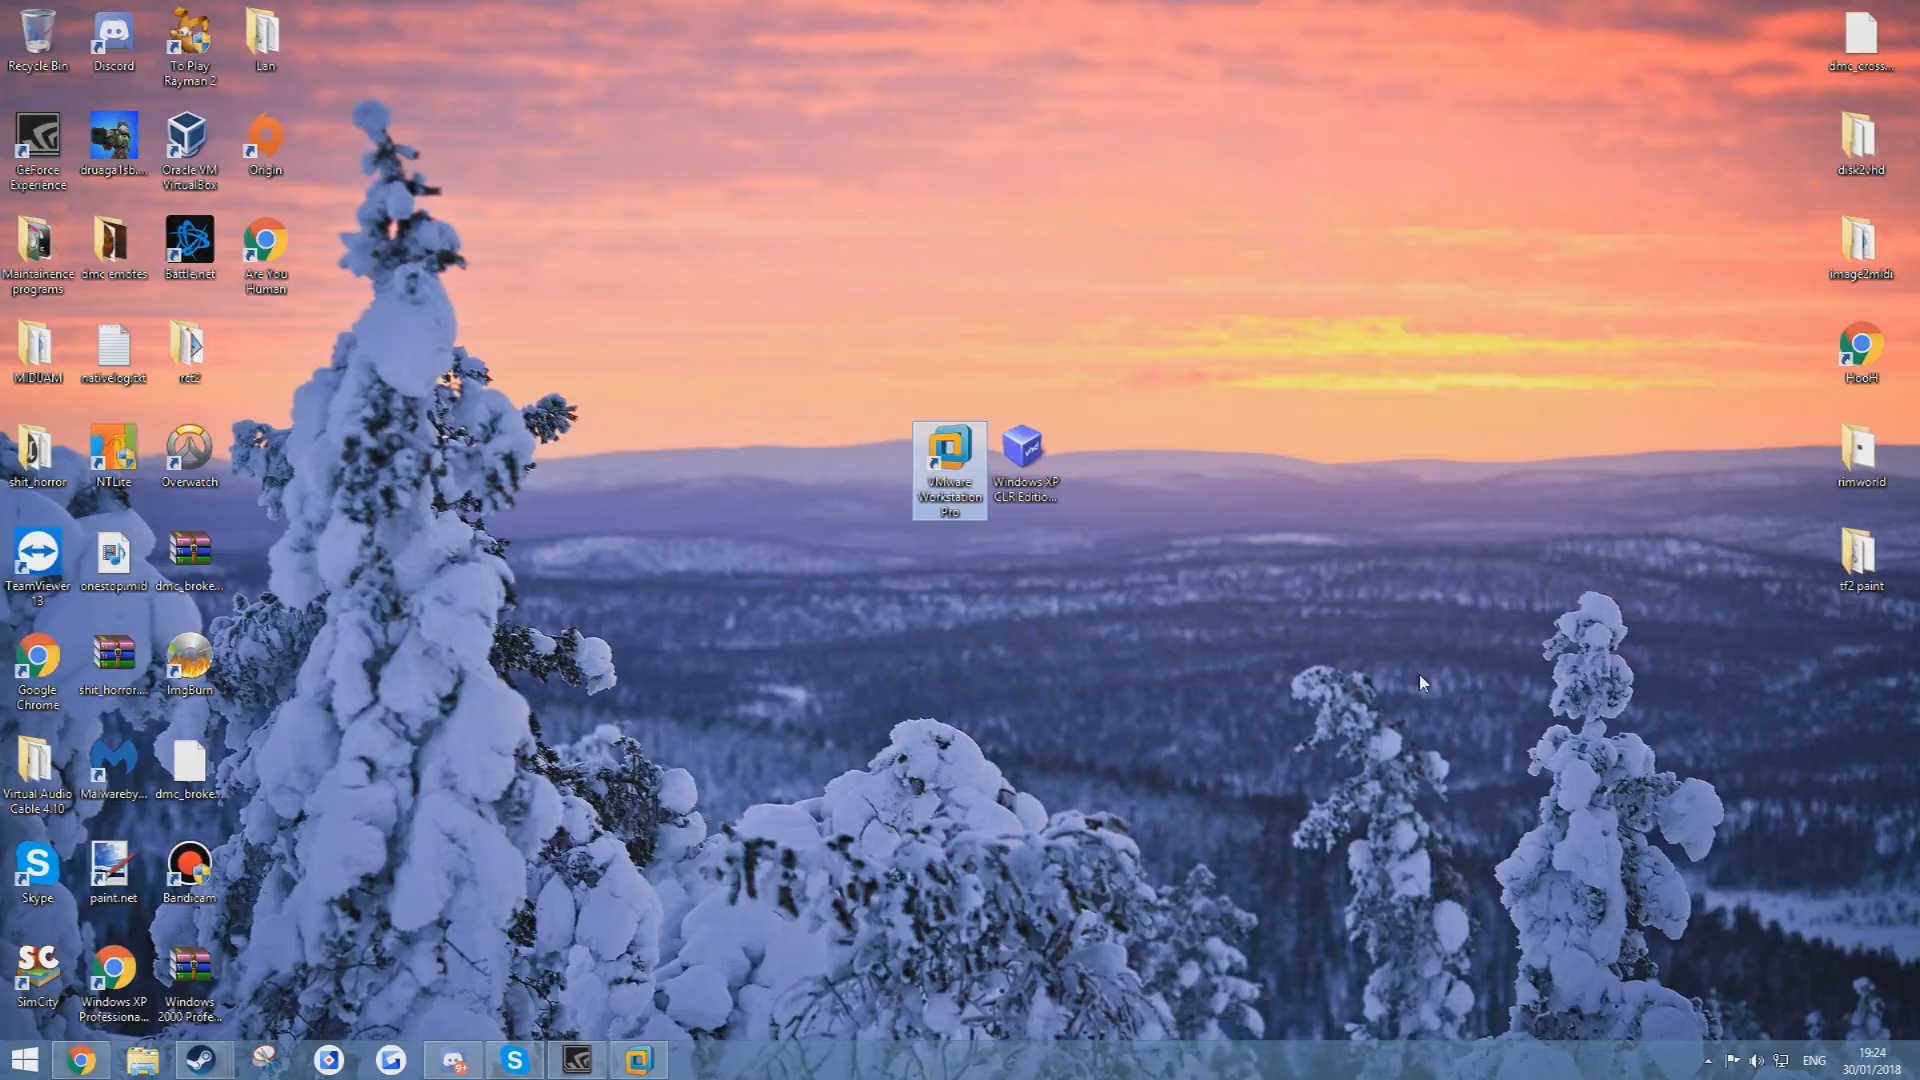 Recycle Bin
Discord
To Play
Rayman 2
Lan
dmc_cross...
GeForce
Experience
druaga1sb....
Oracle VM
VirtualBox
Origin
disk2vhd
Maintainence
programs
dmc emotes
Battle.net
Are You
Human
image2midi
MIDIJAM
nativelog.txt
rct2
HooH
shit_horror
NTLite
Overwatch
VMware
Workstation
Pro
vhd
Windows XP
CLR Editio...
rimworld
TeamViewer
13
onestop.mid
dmc_broke...
tf2 paint
Google
Chrome
shit_horror....
ImgBurn
Virtual Audio
Cable 4.10
Malwareby...
dmc_broke...
Skype
paint.net
Bandicam
SC
SimCity
Windows XP
Professiona...
Windows
2000 Profe...
9+
ENG
19:24
30/01/2018